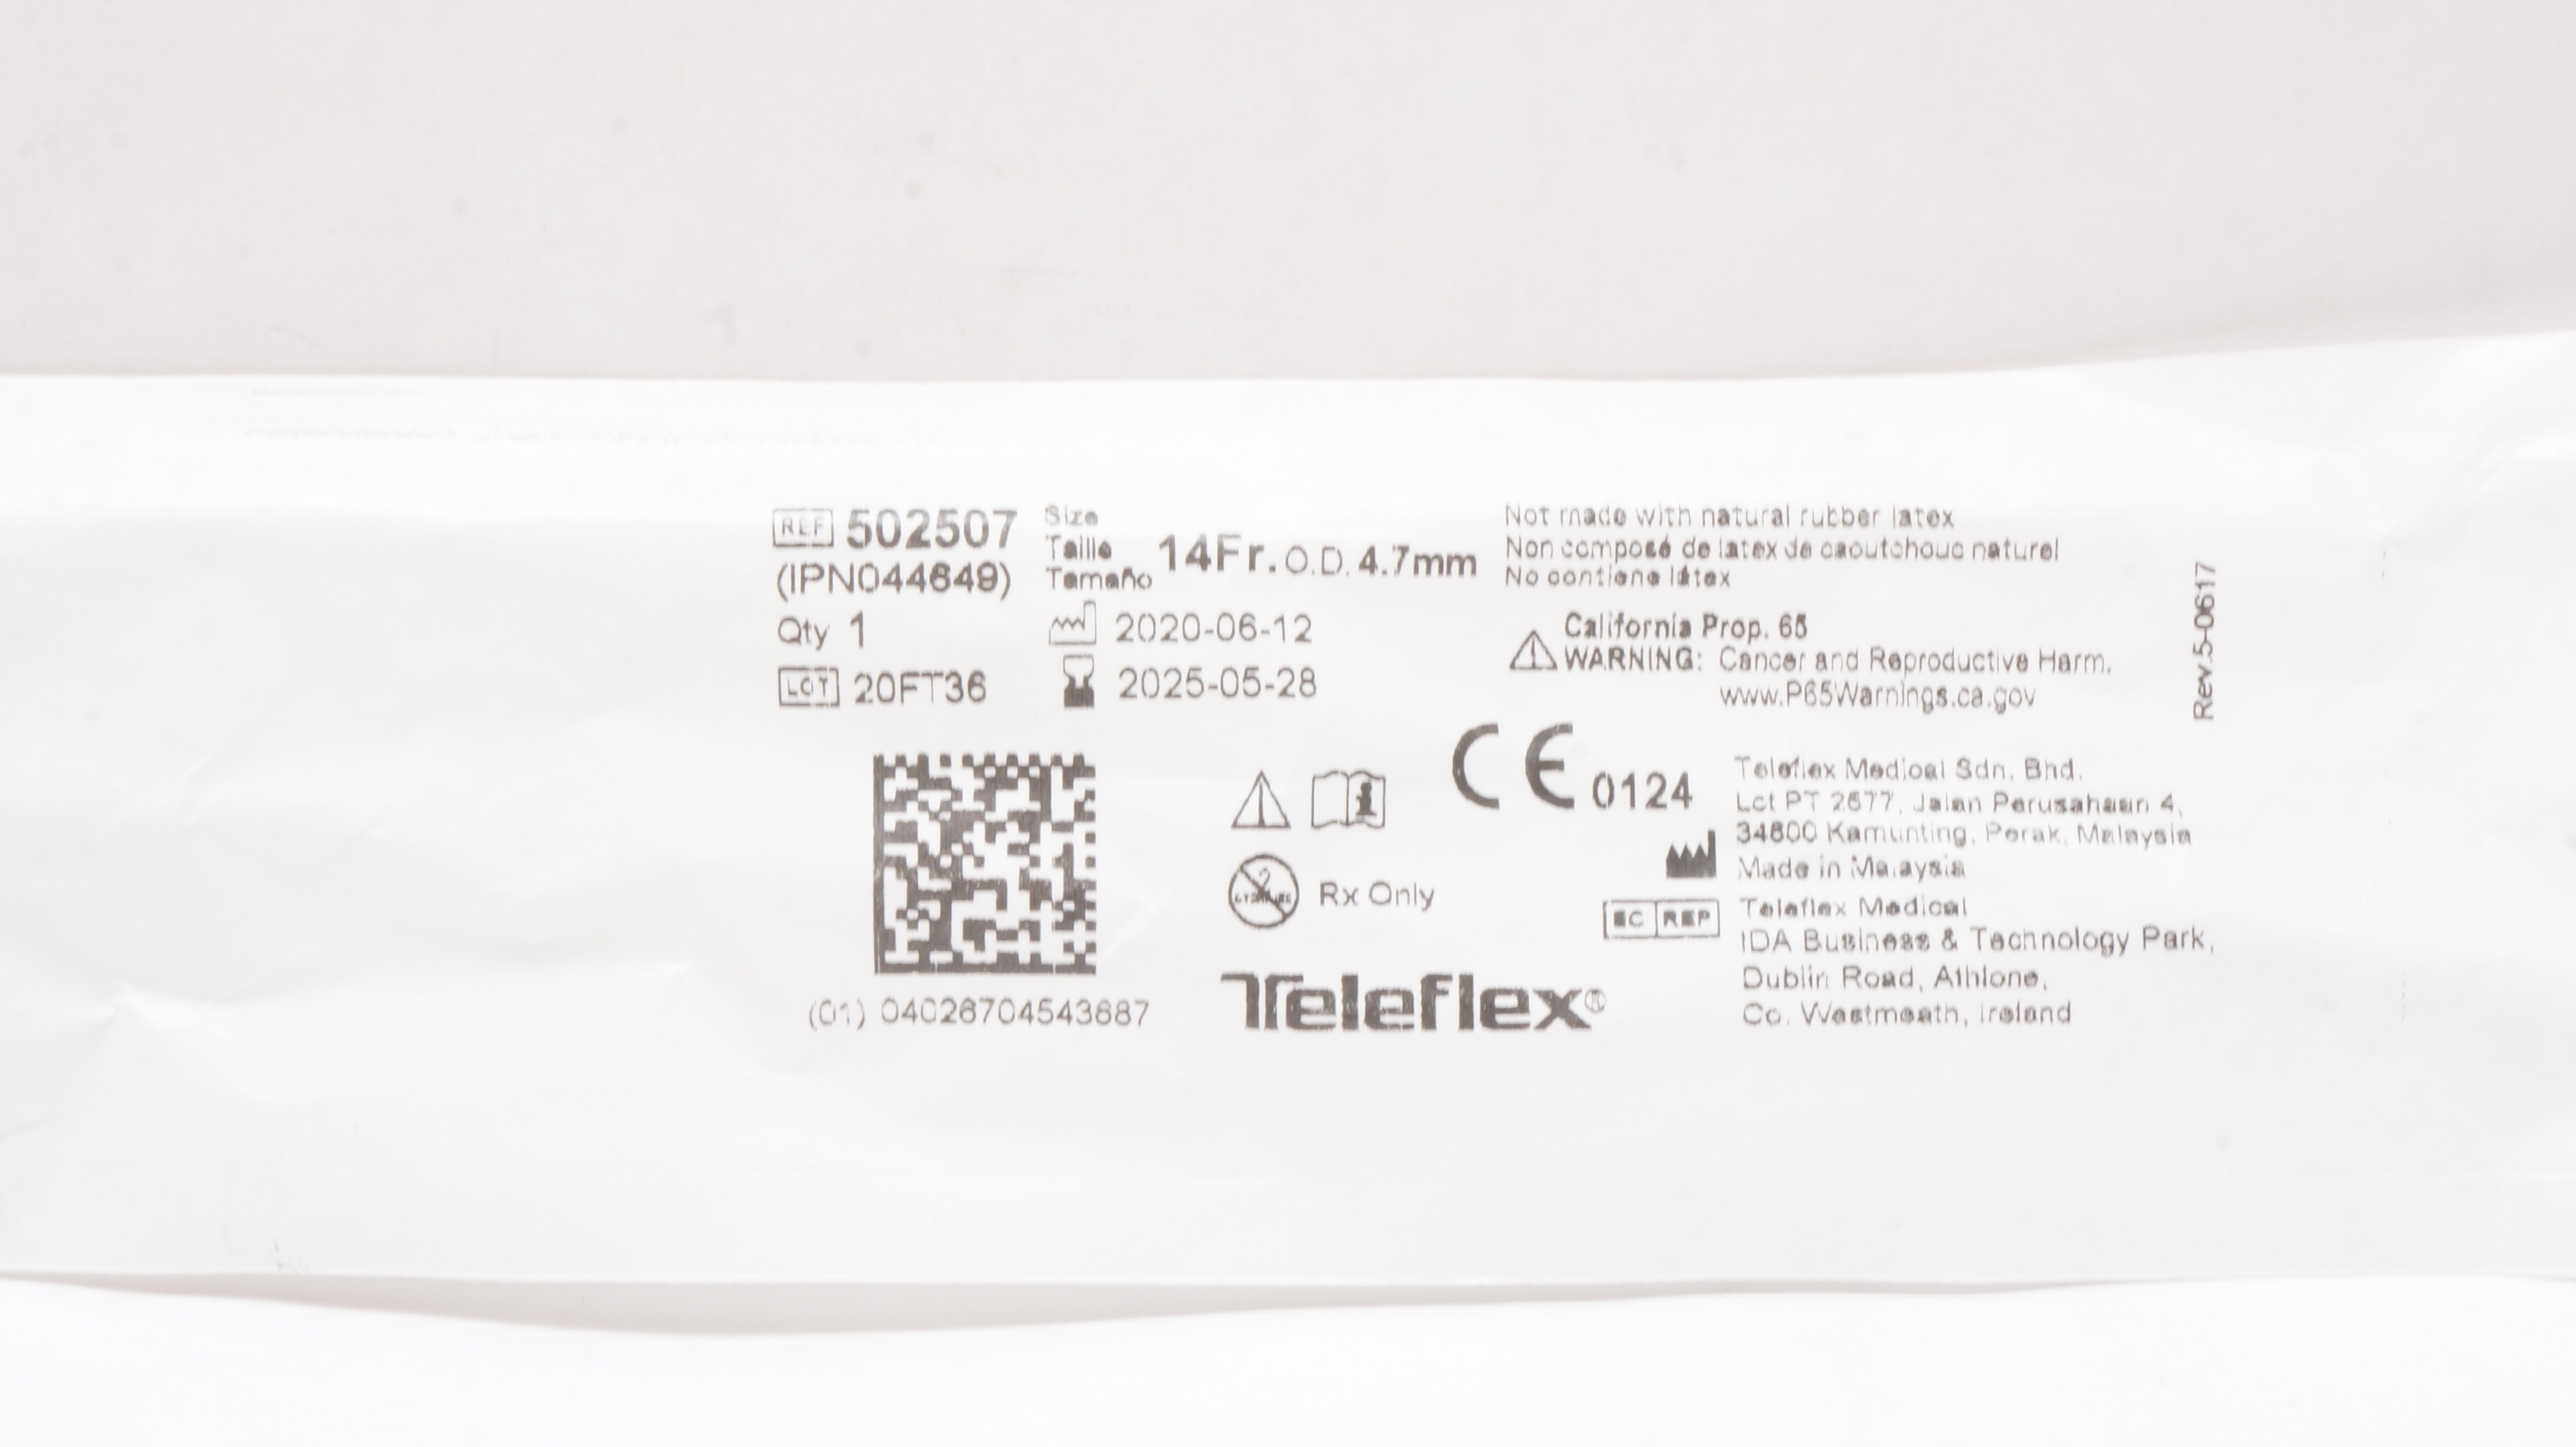 REF 502507
(IPN044649)
Qty 1
LOT 20FT36
Size
Taille
Tamaño
14Fr. O.D. 4.7mm
2020-06-12
2025-05-28
Not made with natural rubber latex
Non composé de latex de caoutchouc naturel
No contiene látex
California Prop. 65
WARNING: Cancer and Reproductive Harm.
www.P65Warnings.ca.gov
Rev.5-0617
(01) 04026704543687
Rx Only
Teleflex®
CE 0124
Teleflex Medical Sdn. Bhd.
Lot PT 2577, Jalan Perusahaan 4,
34600 Kamunting, Perak, Malaysia
Made in Malaysia
EC REP
Teleflex Medical
IDA Business & Technology Park,
Dublin Road, Athlone,
Co. Westmeath, Ireland